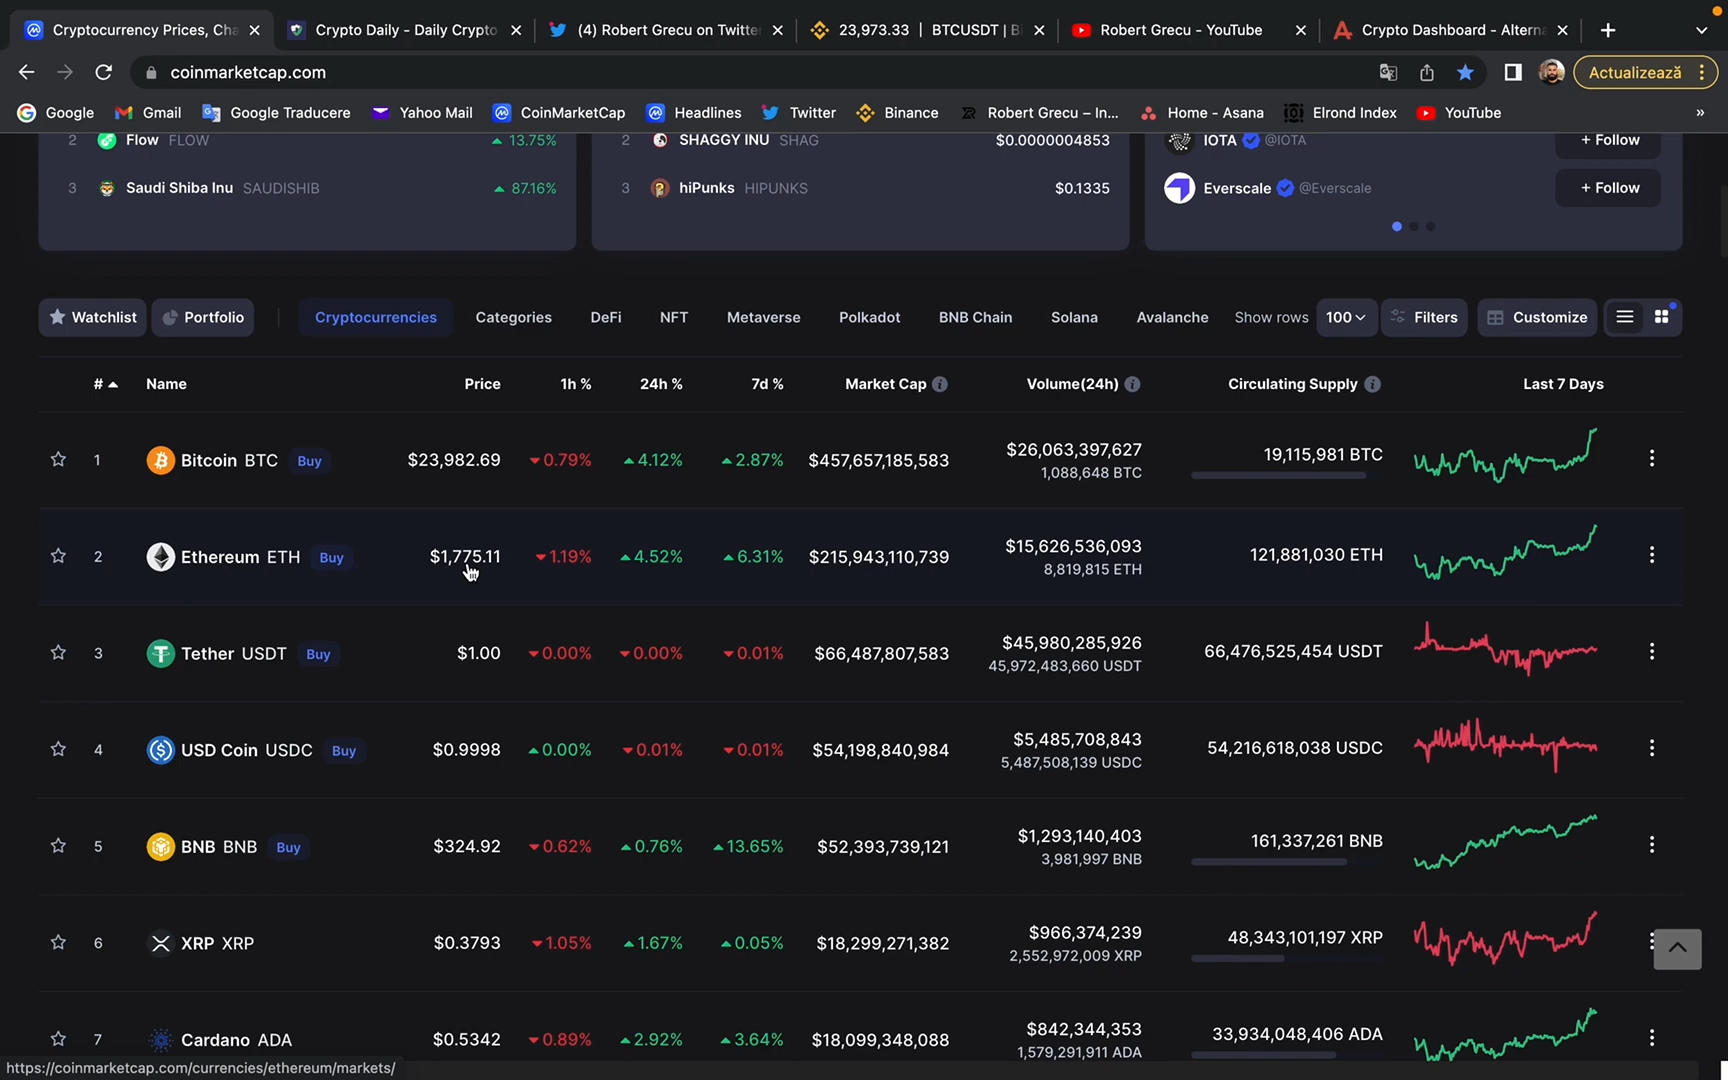 Cryptocurrency Prices, Cha
Crypto Daily - Daily Crypto
(4) Robert Grecu on Twitte
23,973.33 | BTCUSDT | Bi
Robert Grecu - YouTube
Crypto Dashboard - Alterna
coinmarketcap.com
Actualizează
Google
Gmail
Google Traducere
Yahoo Mail
CoinMarketCap
Headlines
Twitter
Binance
Robert Grecu – In...
Home - Asana
Elrond Index
YouTube
»
2 Flow FLOW 13.75%
3 Saudi Shiba Inu SAUDISHIB 87.16%
2 SHAGGY INU SHAG $0.0000004853
3 hiPunks HIPUNKS $0.1335
IOTA @IOTA + Follow
Everscale @Everscale + Follow
Watchlist Portfolio Cryptocurrencies Categories DeFi NFT Metaverse Polkadot BNB Chain Solana Avalanche Show rows 100 Filters Customize
# Name Price 1h % 24h % 7d % Market Cap Volume(24h) Circulating Supply Last 7 Days
1 Bitcoin BTC Buy $23,982.69 0.79% 4.12% 2.87% $457,657,185,583 $26,063,397,627 19,115,981 BTC
1,088,648 BTC
2 Ethereum ETH Buy $1,775.11 1.19% 4.52% 6.31% $215,943,110,739 $15,626,536,093 121,881,030 ETH
8,819,815 ETH
3 Tether USDT Buy $1.00 0.00% 0.00% 0.01% $66,487,807,583 $45,980,285,926 66,476,525,454 USDT
45,972,483,660 USDT
4 USD Coin USDC Buy $0.9998 0.00% 0.01% 0.01% $54,198,840,984 $5,485,708,843 54,216,618,038 USDC
5,487,508,139 USDC
5 BNB BNB Buy $324.92 0.62% 0.76% 13.65% $52,393,739,121 $1,293,140,403 161,337,261 BNB
3,981,997 BNB
6 XRP XRP $0.3793 1.05% 1.67% 0.05% $18,299,271,382 $966,374,239 48,343,101,197 XRP
2,552,972,009 XRP
7 Cardano ADA $0.5342 0.89% 2.92% 3.64% $18,099,348,088 $842,344,353 33,934,048,406 ADA
1,579,291,911 ADA
https://coinmarketcap.com/currencies/ethereum/markets/